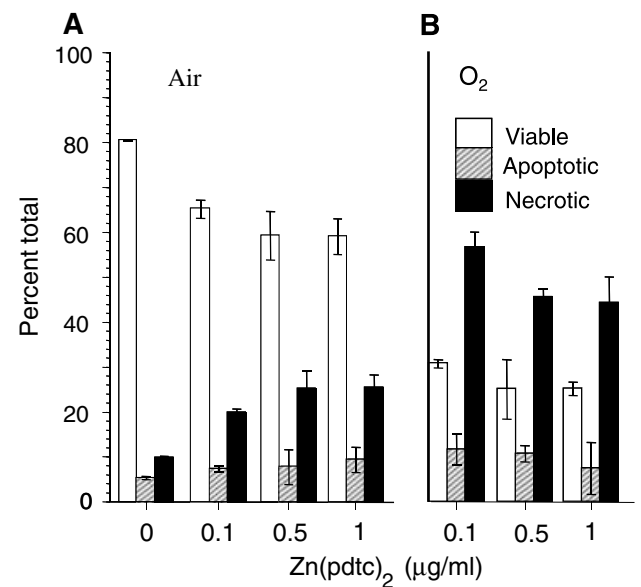 A
B
100
80
60
40
20
0
Percent total
Air
O₂
Viable
Apoptotic
Necrotic
0 0.1 0.5 1
0.1 0.5 1
Zn(pdtc)₂ (μg/ml)